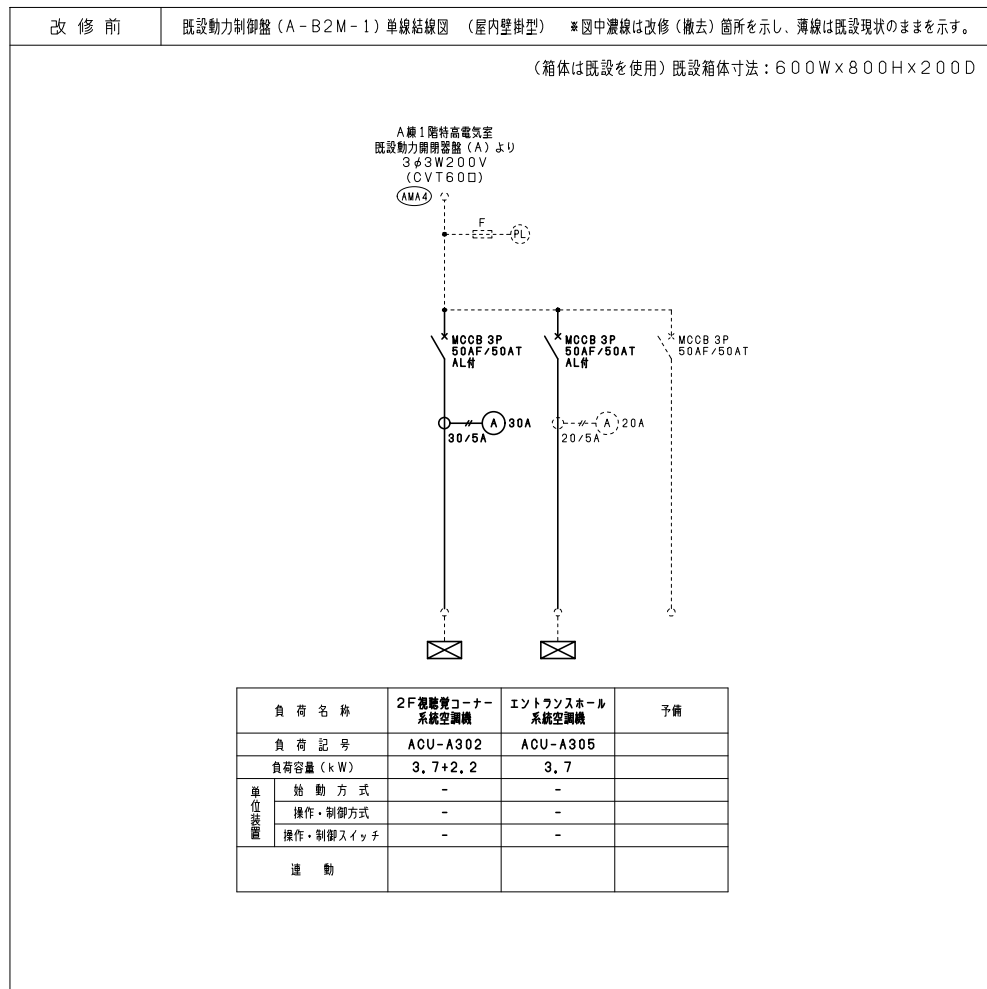 改修前
既設動力制御盤(A-B2M-1)単線結線図 (屋内壁掛型) ※図中濃線は改修(撤去)箇所を示し、薄線は既設現状のままを示す。
(箱体は既設を使用)既設箱体寸法:600W×800H×200D
A棟1階特高電気室
既設動力開閉器盤(A)より
3φ3W200V
(CVT60□)
AMA4
F
PL
MCCB 3P
50AF/50AT
AL付
MCCB 3P
50AF/50AT
AL付
MCCB 3P
50AF/50AT
A 30A
30/5A
A 20A
20/5A
負荷名称 2F視聴覚コーナー系統空調機 エントランスホール系統空調機 予備
負荷記号 ACU-A302 ACU-A305
負荷容量(kW) 3.7+2.2 3.7
単位装置
始動方式 - -
操作・制御方式 - -
操作・制御スイッチ - -
連動